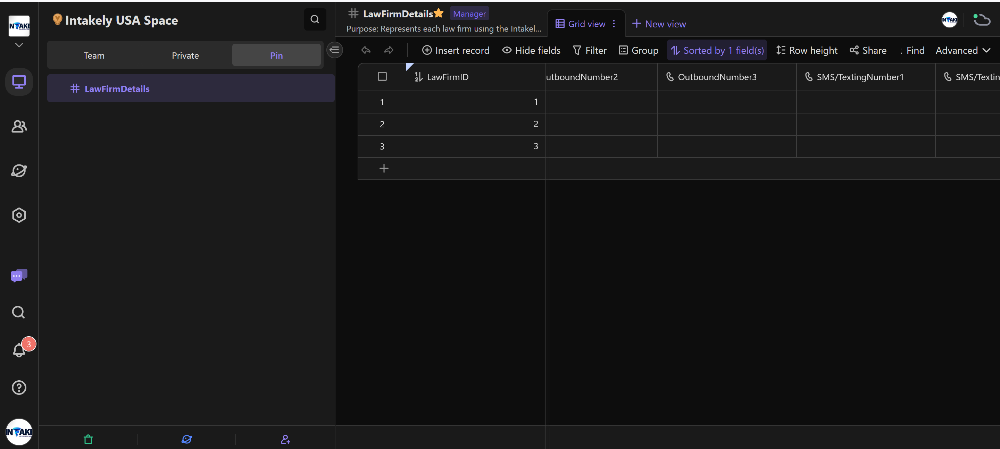 Intakely USA Space
Team
Private
Pin
LawFirmDetails
3
LawFirmDetails
Manager
Purpose: Represents each law firm using the Intakel...
Grid view
New view
Insert record
Hide fields
Filter
Group
Sorted by 1 field(s)
Row height
Share
Find
Advanced
LawFirmID
utboundNumber2
OutboundNumber3
SMS/TextingNumber1
SMS/Textin
1 1
2 2
3 3